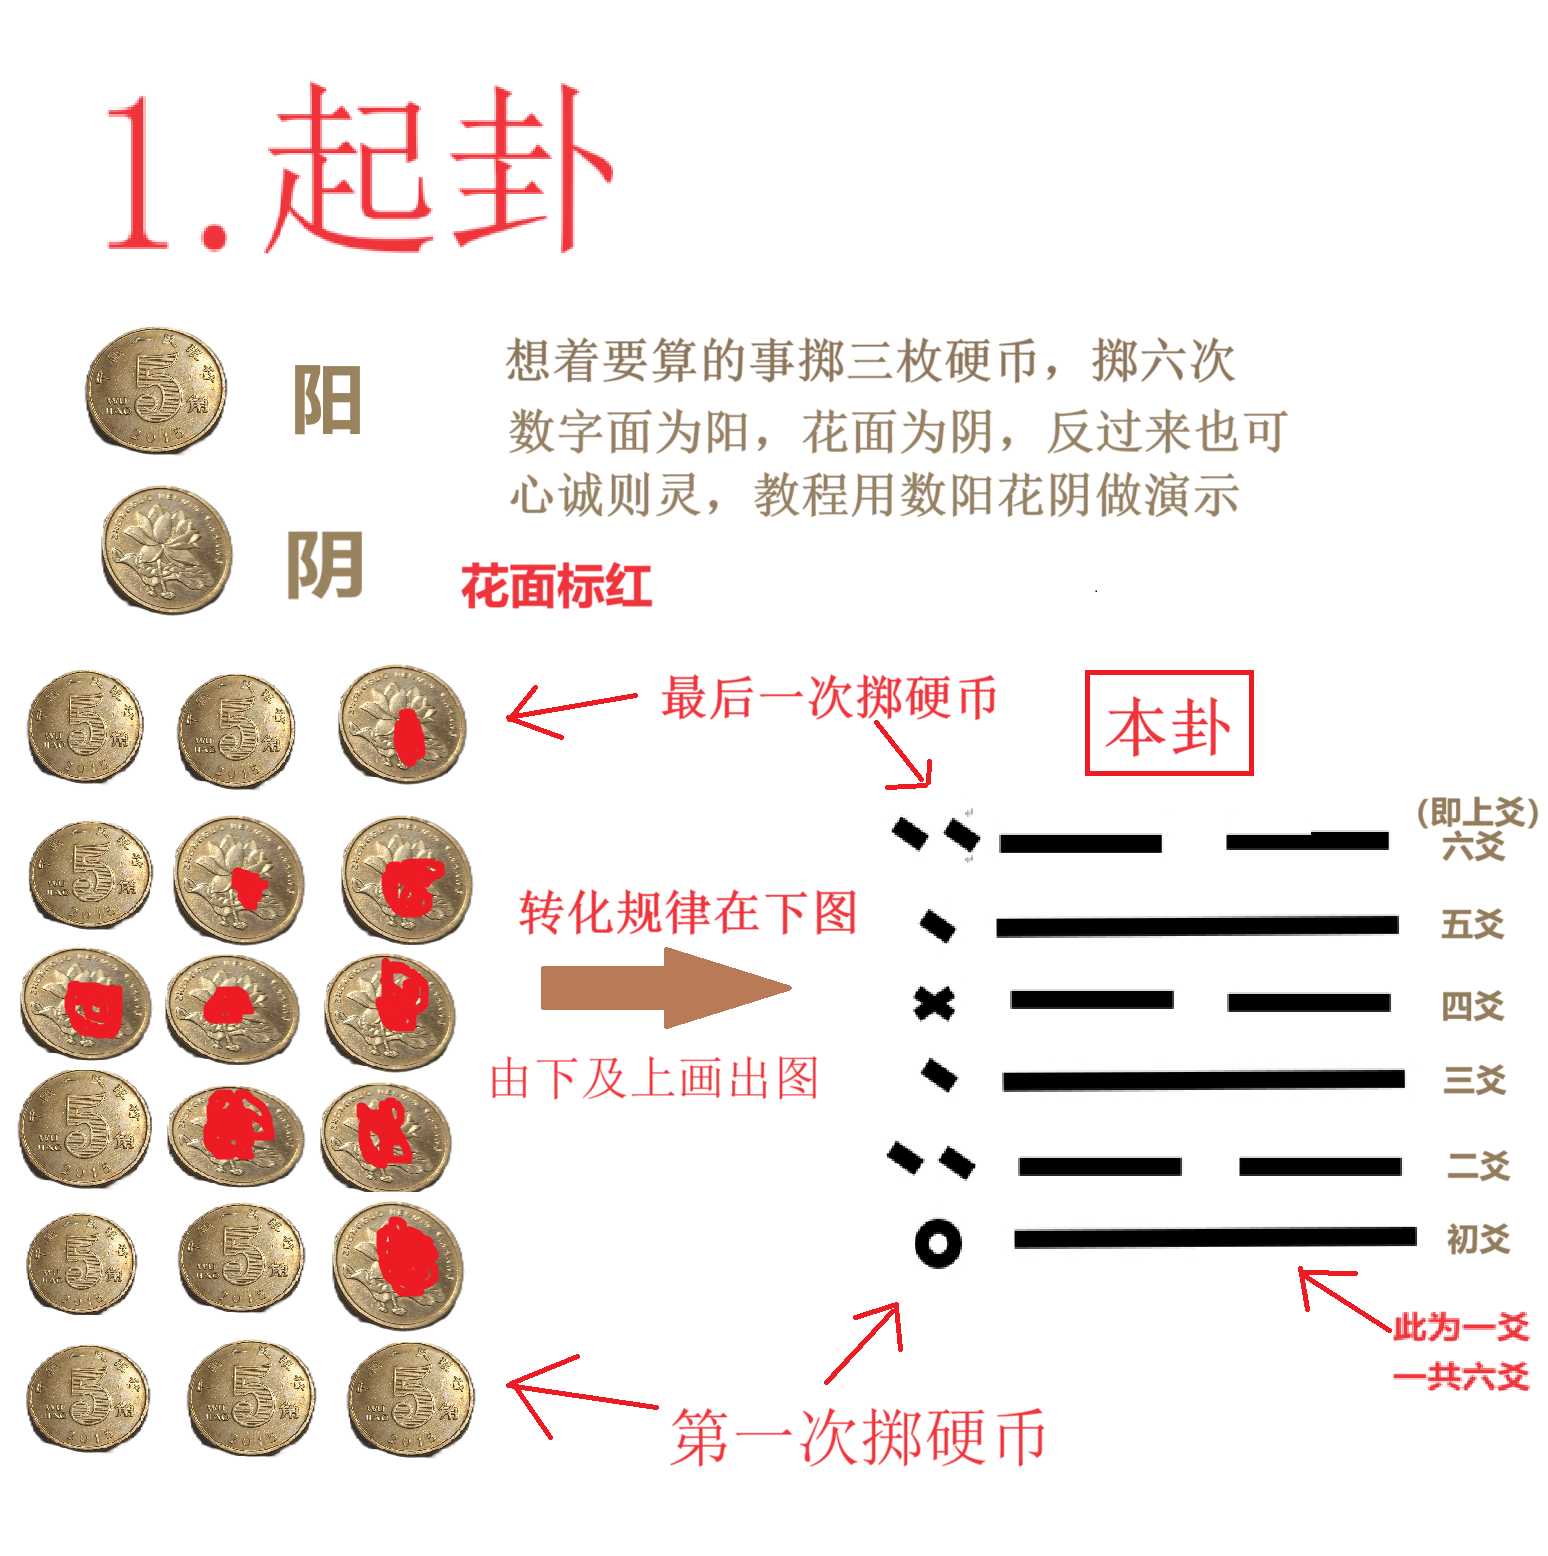 1.起卦
阳
想着要算的事掷三枚硬币，掷六次
数字面为阳，花面为阴，反过来也可
心诚则灵，教程用数阳花阴做演示
阴
花面标红
最后一次掷硬币
本卦
(即上爻)
六爻
转化规律在下图
五爻
四爻
由下及上画出图
三爻
二爻
初爻
此为一爻
一共六爻
第一次掷硬币